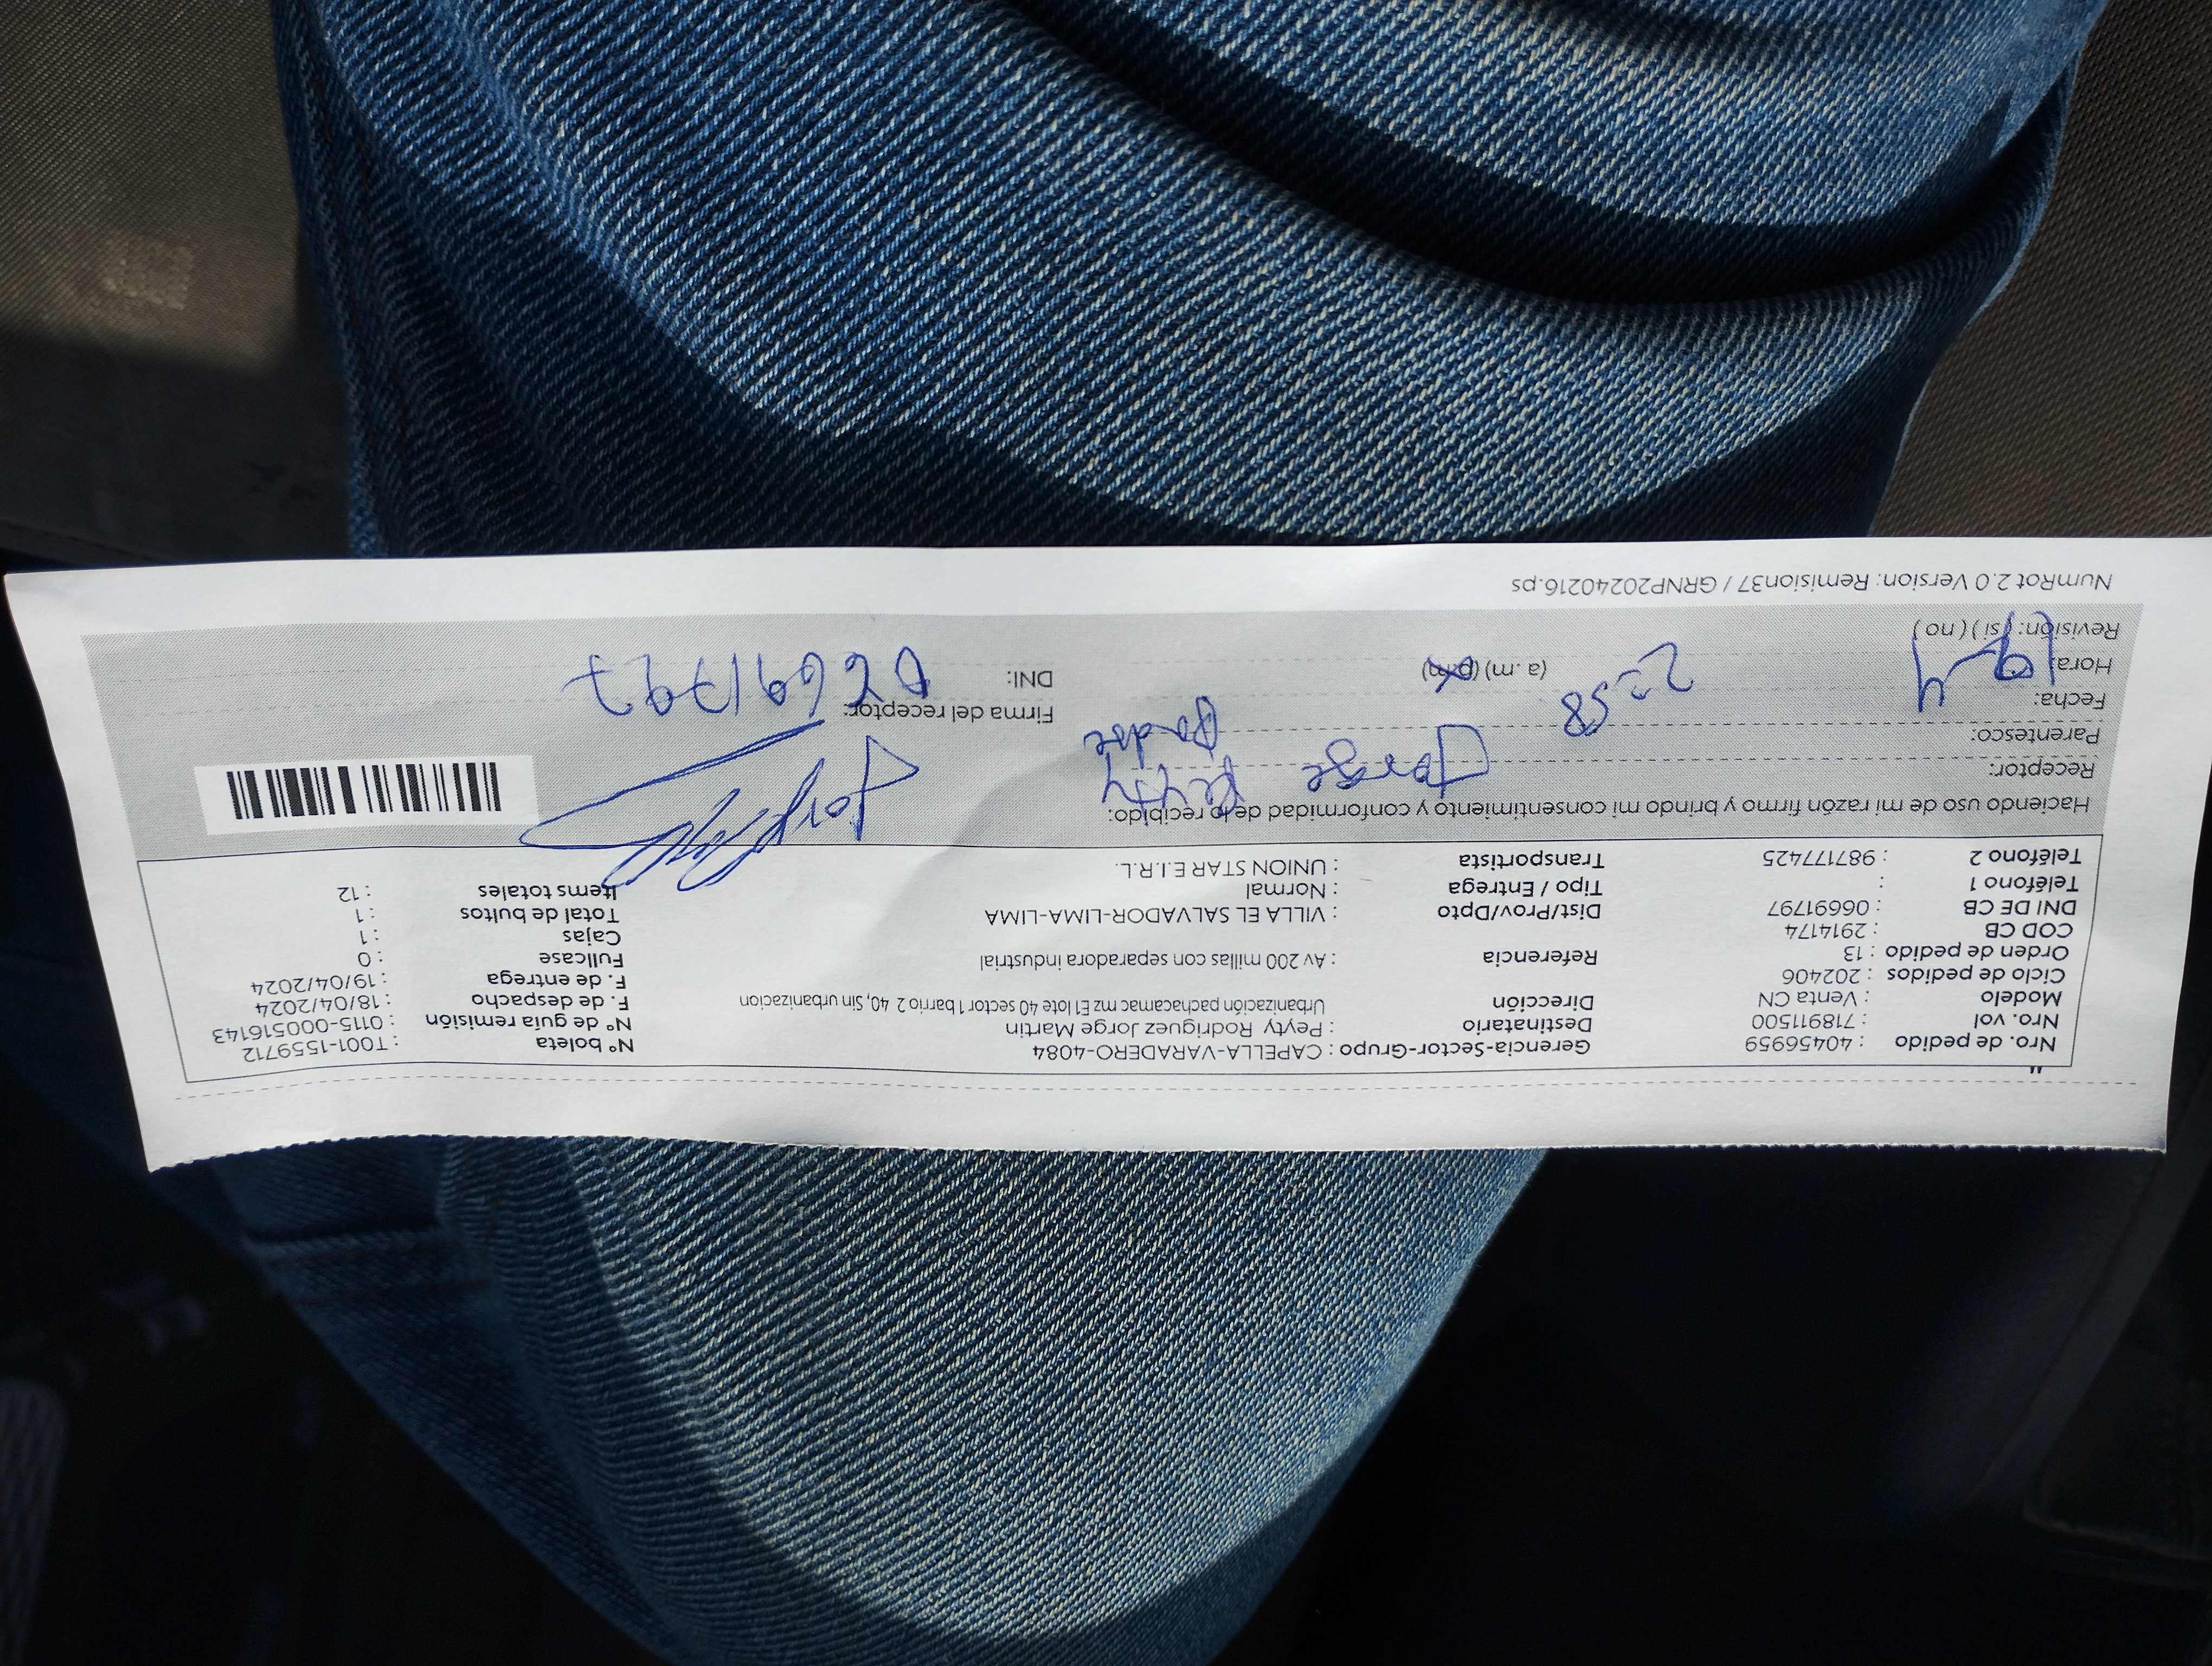 Nro. de pedido : 40456959 Gerencia-Sector-Grupo : CAPELLA-VARADERO-4084 N° boleta : T001-1559712
Nro. vol : 718911500 Destinatario : Peyty Rodriguez Jorge Martin N° de guia remisión : 0115-000516143
Modelo : Venta CN Dirección Urbanización pachacamac mz E1 lote 40 sector 1 barrio 2 40, Sin urbanizacion F. de despacho : 18/04/2024
Ciclo de pedidos : 202406 F. de entrega : 19/04/2024
Orden de pedido : 13 Referencia : Av 200 millas con separadora industrial Fullcase : 0
COD CB : 2914174 Cajas : 1
DNI DE CB : 06691797 Dist/Prov/Dpto : VILLA EL SALVADOR-LIMA-LIMA Total de bultos : 1
Teléfono 1 : Tipo / Entrega : Normal Items totales : 12
Teléfono 2 : 987177425 Transportista : UNION STAR E.I.R.L.
Haciendo uso de mi razón firmo y brindo mi consentimiento y conformidad de lo recibido:
Receptor: Jorge Peyty
Parentesco: Padre
Fecha: 19-4 Firma del receptor:
Hora: 2:58 (a.m) (p.m) DNI: 06691797
Revisión: (si) (no)
NumRot 2.0 Version: Remision37 / GRNP20240216.ps